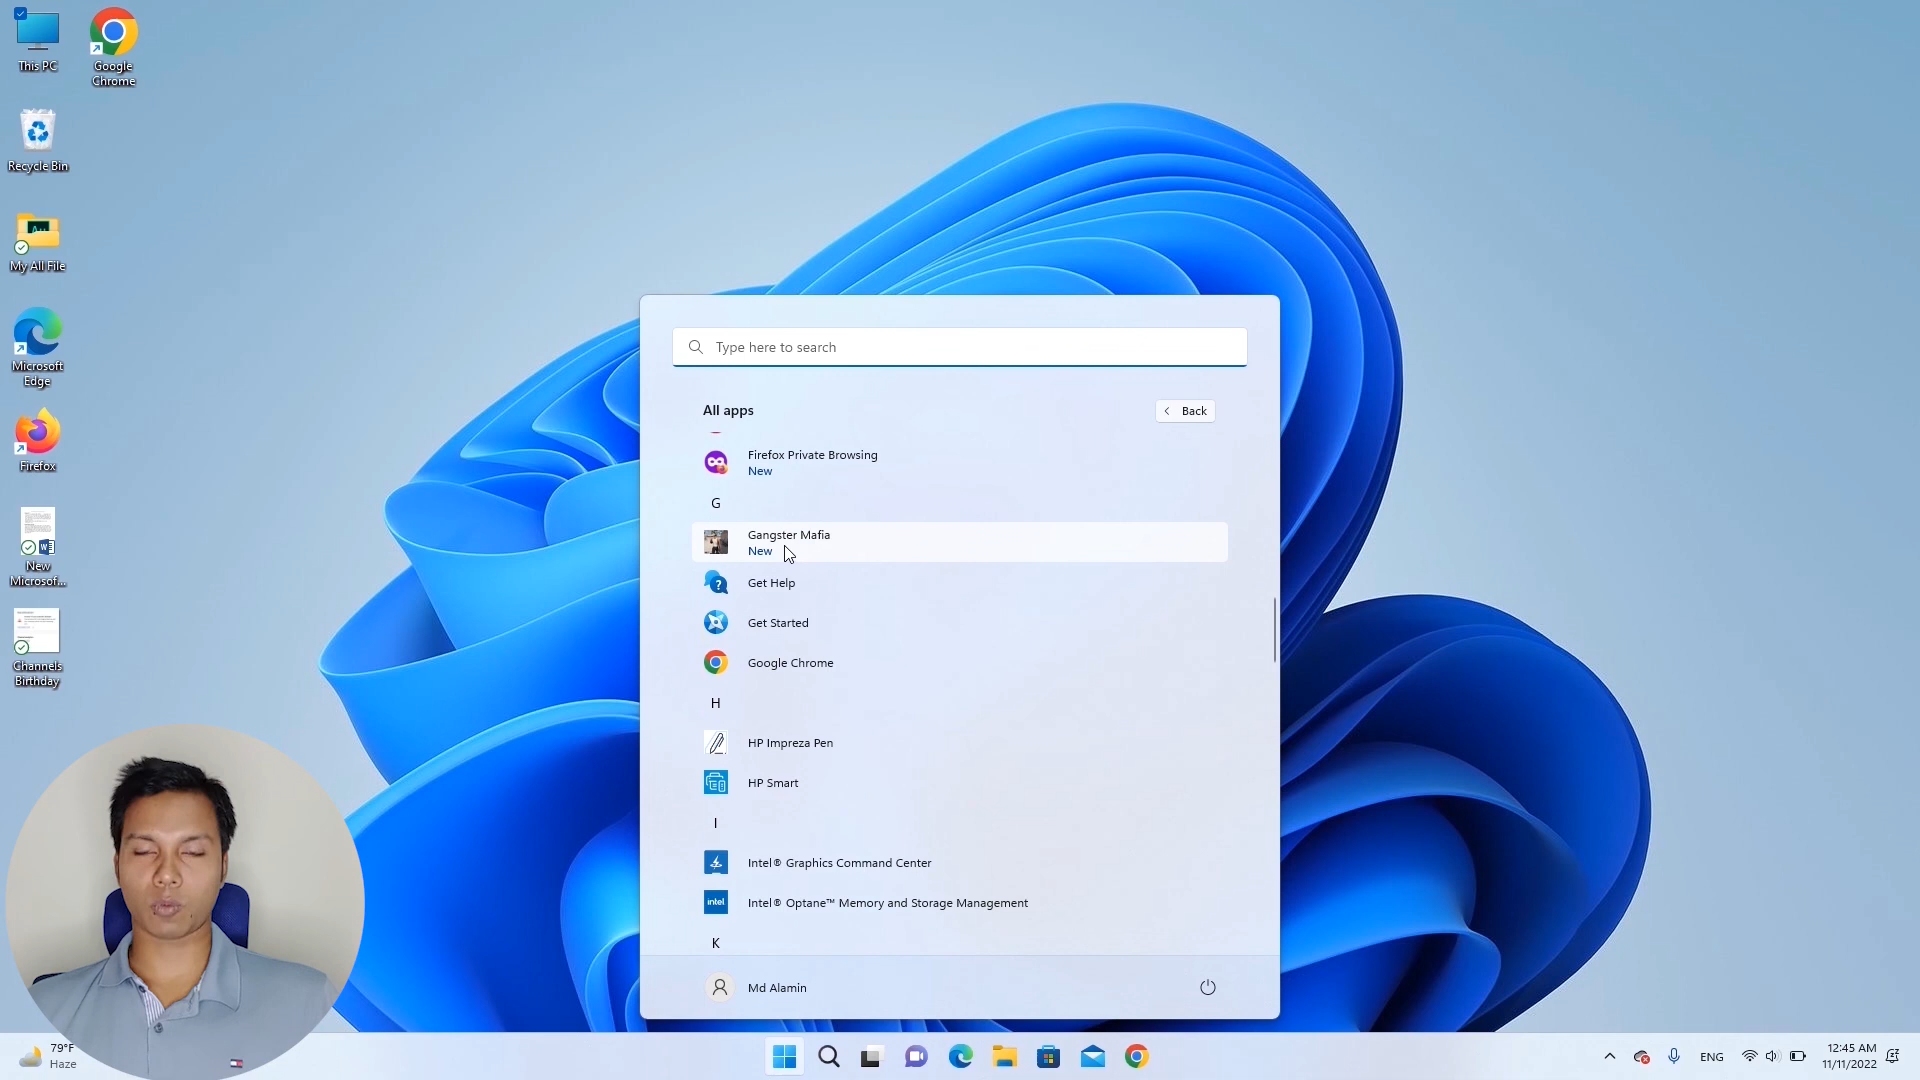 This PC
Google
Chrome
Recycle Bin
My All File
Microsoft
Edge
Firefox
New
Microsof...
Channels
Birthday
Type here to search
All apps
Back
Firefox Private Browsing
New
G
Gangster Mafia
New
Get Help
Get Started
Google Chrome
H
HP Impreza Pen
HP Smart
I
Intel® Graphics Command Center
intel
Intel® Optane™ Memory and Storage Management
K
Md Alamin
79°F
Haze
ENG
12:45 AM
11/11/2022